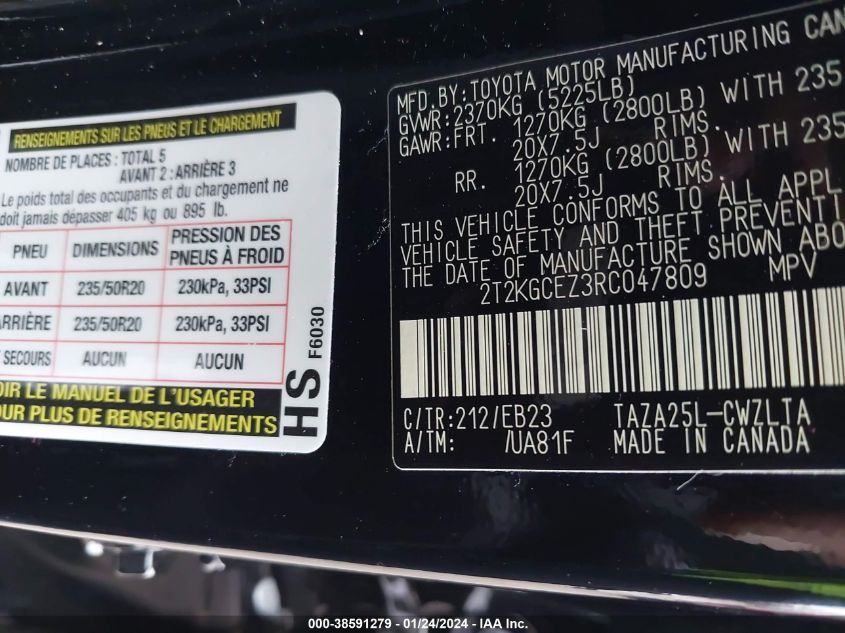 RENSEIGNEMENTS SUR LES PNEUS ET LE CHARGEMENT
NOMBRE DE PLACES : TOTAL 5
AVANT 2 : ARRIÈRE 3
Le poids total des occupants et du chargement ne
doit jamais dépasser 405 kg ou 895 lb.
PNEU DIMENSIONS PRESSION DES PNEUS À FROID
AVANT 235/50R20 230kPa, 33PSI
ARRIÈRE 235/50R20 230kPa, 33PSI
SECOURS AUCUN AUCUN
OIR LE MANUEL DE L'USAGER
OUR PLUS DE RENSEIGNEMENTS
HS F6030
MFD.BY:TOYOTA MOTOR MANUFACTURING CAN
GVWR:2370KG (5225LB)
GAWR:FRT. 1270KG (2800LB) WITH 235
20X7.5J RIMS.
RR. 1270KG (2800LB) WITH 235
20X7.5J RIMS.
THIS VEHICLE CONFORMS TO ALL APPL
VEHICLE SAFETY AND THEFT PREVENTI
THE DATE OF MANUFACTURE SHOWN ABO
2T2KGCEZ3RC047809 MPV
C/TR:212/EB23 TAZA25L-CWZLTA
A/TM: /UA81F MADE IN CANADA
000-38591279 - 01/24/2024 - IAA Inc.